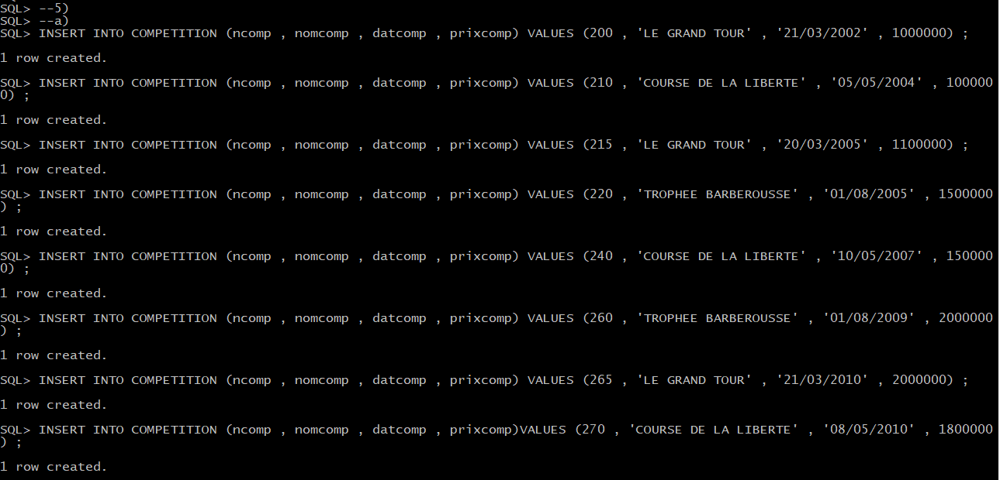 SQL> --5)
SQL> --a)
SQL> INSERT INTO COMPETITION (ncomp , nomcomp , datcomp , prixcomp) VALUES (200 , 'LE GRAND TOUR' , '21/03/2002' , 1000000) ;
1 row created.
SQL> INSERT INTO COMPETITION (ncomp , nomcomp , datcomp , prixcomp) VALUES (210 , 'COURSE DE LA LIBERTE' , '05/05/2004' , 100000
0) ;
1 row created.
SQL> INSERT INTO COMPETITION (ncomp , nomcomp , datcomp , prixcomp) VALUES (215 , 'LE GRAND TOUR' , '20/03/2005' , 1100000) ;
1 row created.
SQL> INSERT INTO COMPETITION (ncomp , nomcomp , datcomp , prixcomp) VALUES (220 , 'TROPHEE BARBEROUSSE' , '01/08/2005' , 1500000
) ;
1 row created.
SQL> INSERT INTO COMPETITION (ncomp , nomcomp , datcomp , prixcomp) VALUES (240 , 'COURSE DE LA LIBERTE' , '10/05/2007' , 150000
0) ;
1 row created.
SQL> INSERT INTO COMPETITION (ncomp , nomcomp , datcomp , prixcomp) VALUES (260 , 'TROPHEE BARBEROUSSE' , '01/08/2009' , 2000000
) ;
1 row created.
SQL> INSERT INTO COMPETITION (ncomp , nomcomp , datcomp , prixcomp) VALUES (265 , 'LE GRAND TOUR' , '21/03/2010' , 2000000) ;
1 row created.
SQL> INSERT INTO COMPETITION (ncomp , nomcomp , datcomp , prixcomp)VALUES (270 , 'COURSE DE LA LIBERTE' , '08/05/2010' , 1800000
) ;
1 row created.